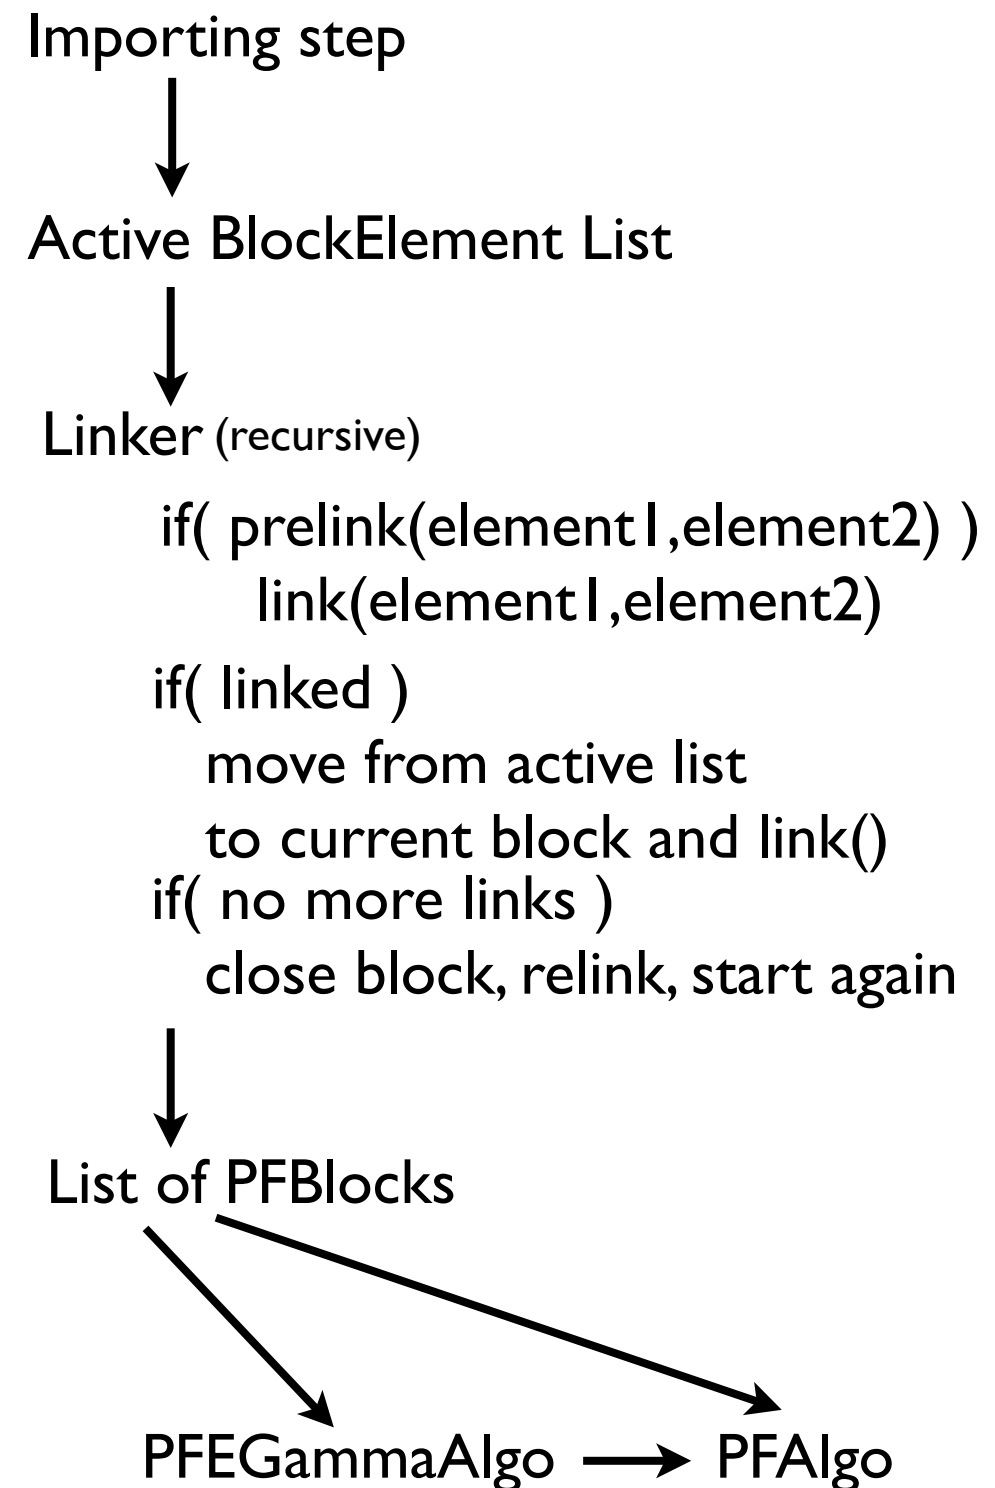 Importing step
Active BlockElement List
Linker (recursive)
if( prelink(element1,element2) )
link(element1,element2)
if( linked )
move from active list
to current block and link()
if( no more links )
close block, relink, start again
List of PFBlocks
PFEGammaAlgo PFAlgo